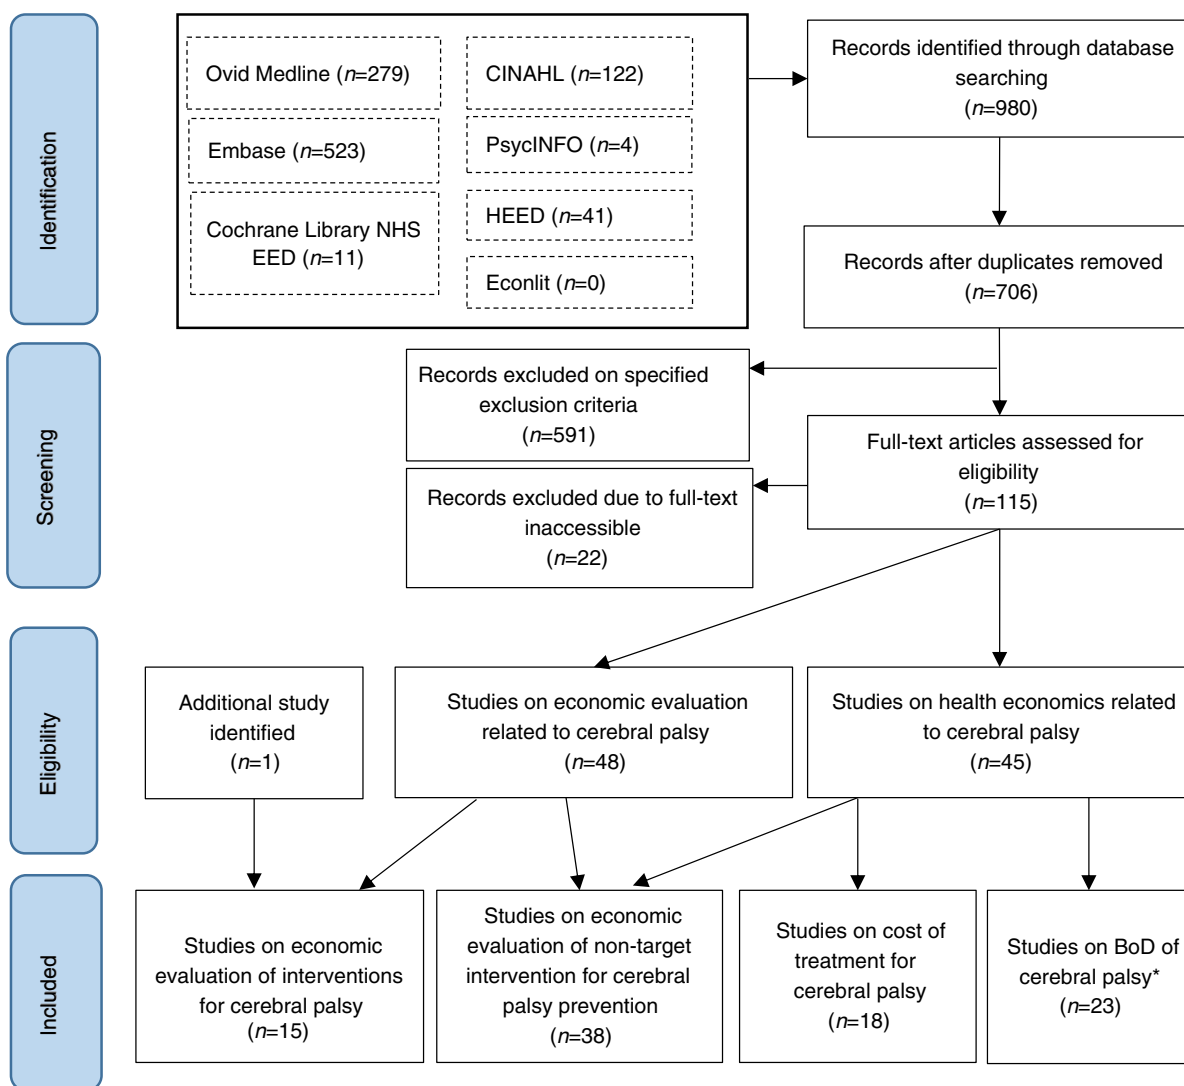 Identification
Ovid Medline (n=279)
CINAHL (n=122)
Embase (n=523)
PsycINFO (n=4)
Cochrane Library NHS
EED (n=11)
HEED (n=41)
Econlit (n=0)
Records identified through database
searching
(n=980)
Records after duplicates removed
(n=706)
Screening
Records excluded on specified
exclusion criteria
(n=591)
Full-text articles assessed for
eligibility
(n=115)
Records excluded due to full-text
inaccessible
(n=22)
Eligibility
Additional study
identified
(n=1)
Studies on economic evaluation
related to cerebral palsy
(n=48)
Studies on health economics related
to cerebral palsy
(n=45)
Included
Studies on economic
evaluation of interventions
for cerebral palsy
(n=15)
Studies on economic
evaluation of non-target
intervention for cerebral
palsy prevention
(n=38)
Studies on cost of
treatment for
cerebral palsy
(n=18)
Studies on BoD of
cerebral palsy*
(n=23)